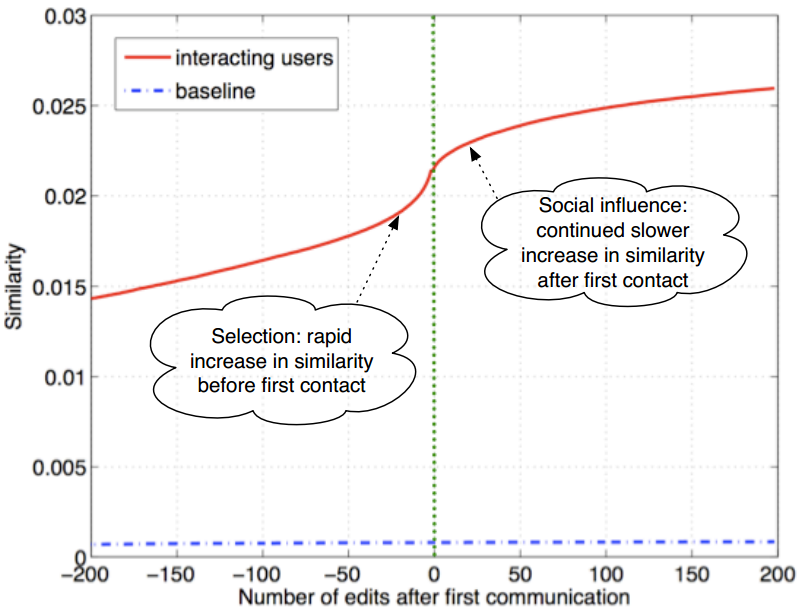 0.03
interacting users
baseline
0.025
0.02
Social influence:
continued slower
increase in similarity
after first contact
0.015
Similarity
Selection: rapid
increase in similarity
before first contact
0.01
0.005
0
−200 −150 −100 −50 0 50 100 150 200
Number of edits after first communication